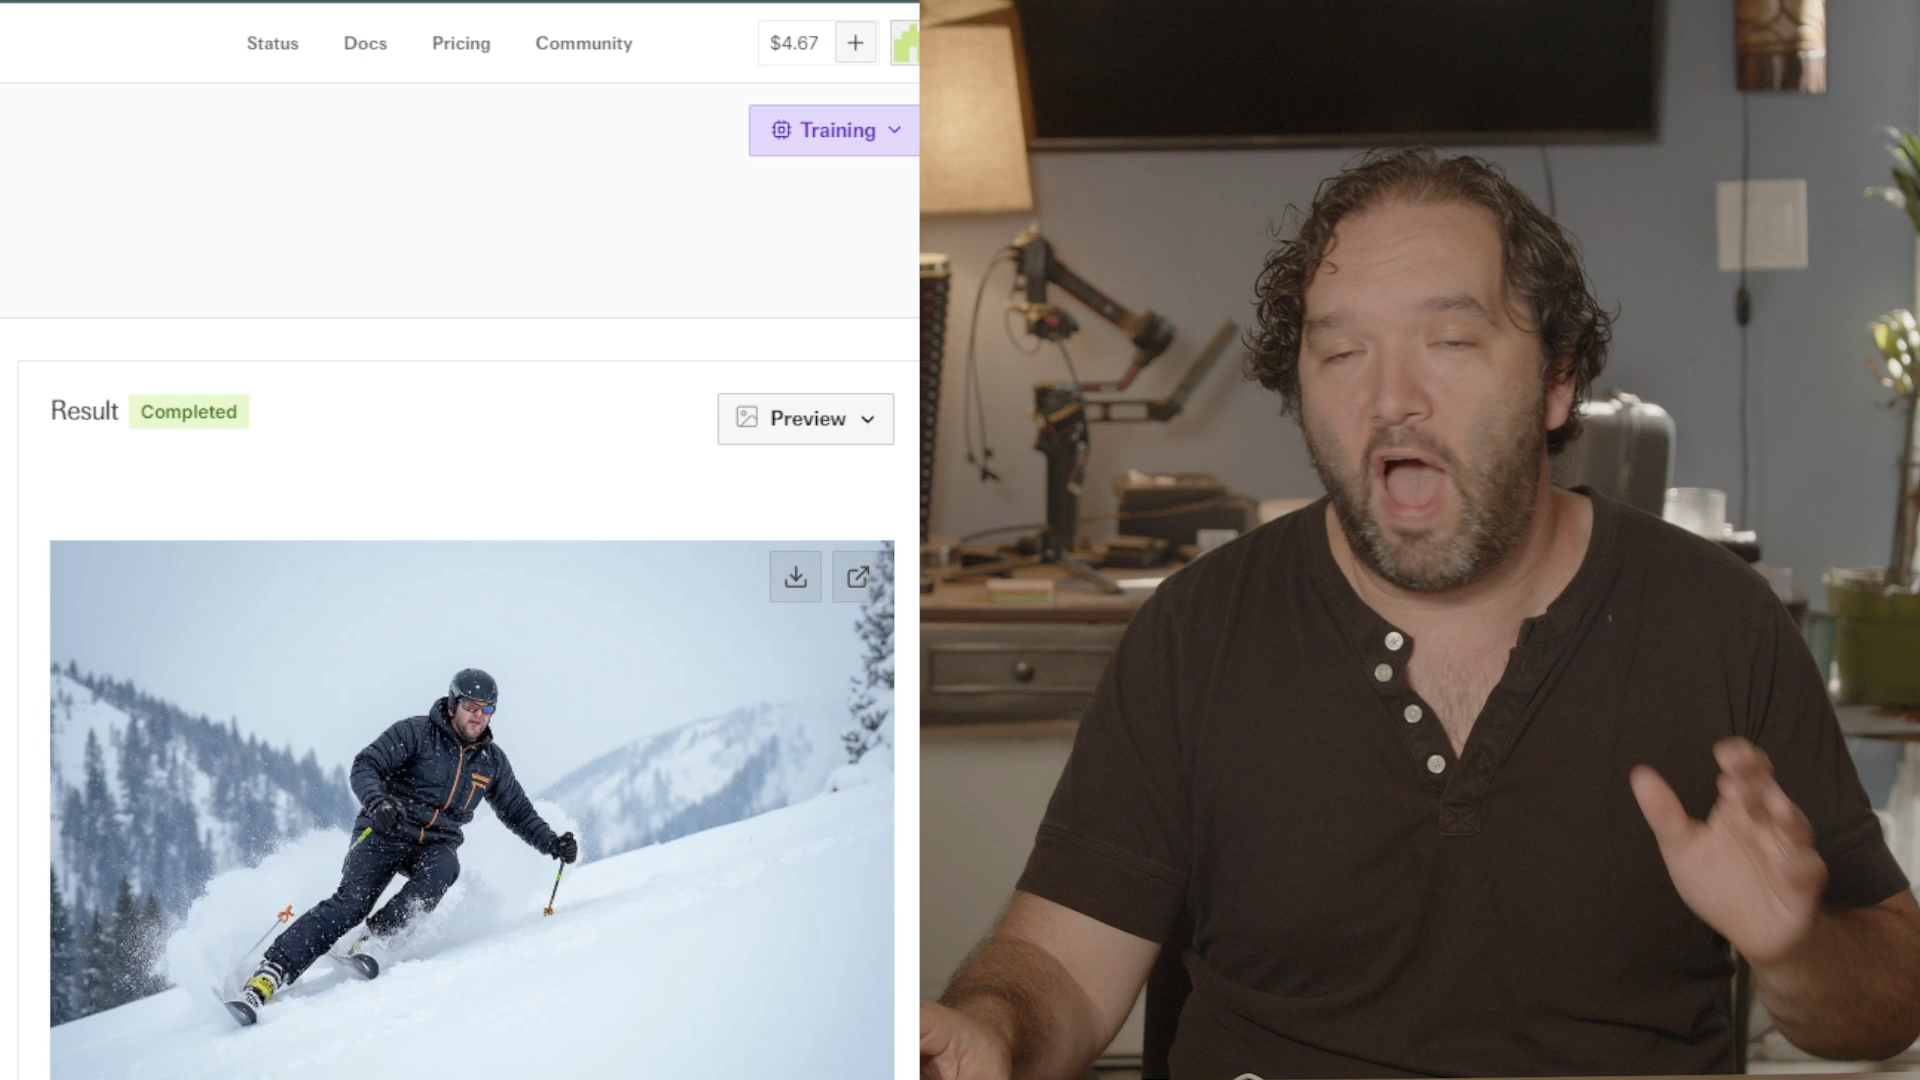 Status Docs Pricing Community $4.67
Training
Result Completed
Preview